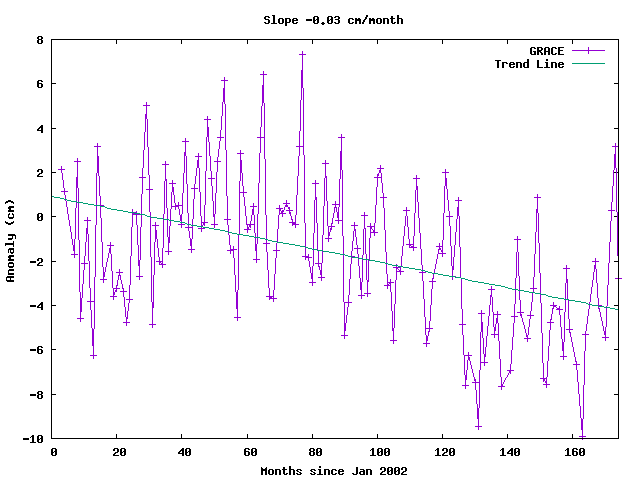 Slope -0.03 cm/month
GRACE
Trend Line
Anomaly (cm)
8
6
4
2
0
-2
-4
-6
-8
-10
0 20 40 60 80 100 120 140 160
Months since Jan 2002